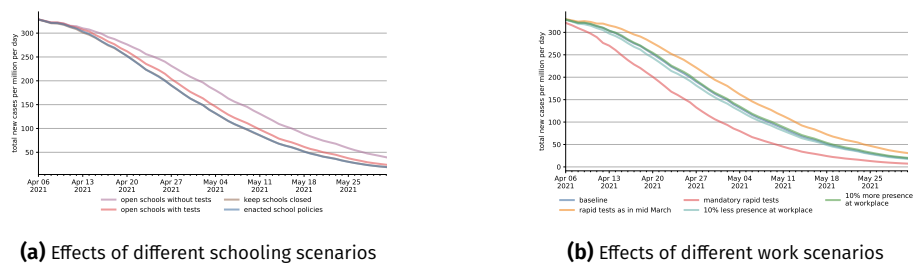 total new cases per million per day
300
250
200
150
100
50
Apr 06
2021
Apr 13
2021
Apr 20
2021
Apr 27
2021
May 04
2021
May 11
2021
May 18
2021
May 25
2021
open schools without tests
open schools with tests
keep schools closed
enacted school policies
(a) Effects of different schooling scenarios
total new cases per million per day
300
250
200
150
100
50
0
Apr 06
2021
Apr 13
2021
Apr 20
2021
Apr 27
2021
May 04
2021
May 11
2021
May 18
2021
May 25
2021
baseline
rapid tests as in mid March
mandatory rapid tests
10% less presence at workplace
10% more presence
at workplace
(b) Effects of different work scenarios